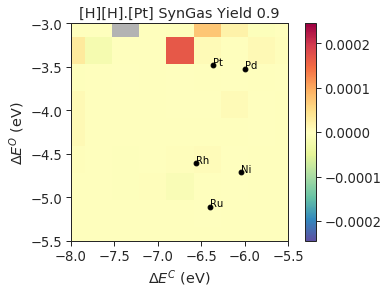 [H][H].[Pt] SynGas Yield 0.9
−3.0
−3.5
−4.0
−4.5
−5.0
−5.5
ΔE^O (eV)
Pt
Pd
Rh
Ni
Ru
−8.0 −7.5 −7.0 −6.5 −6.0 −5.5
ΔE^C (eV)
0.0002
0.0001
0.0000
−0.0001
−0.0002